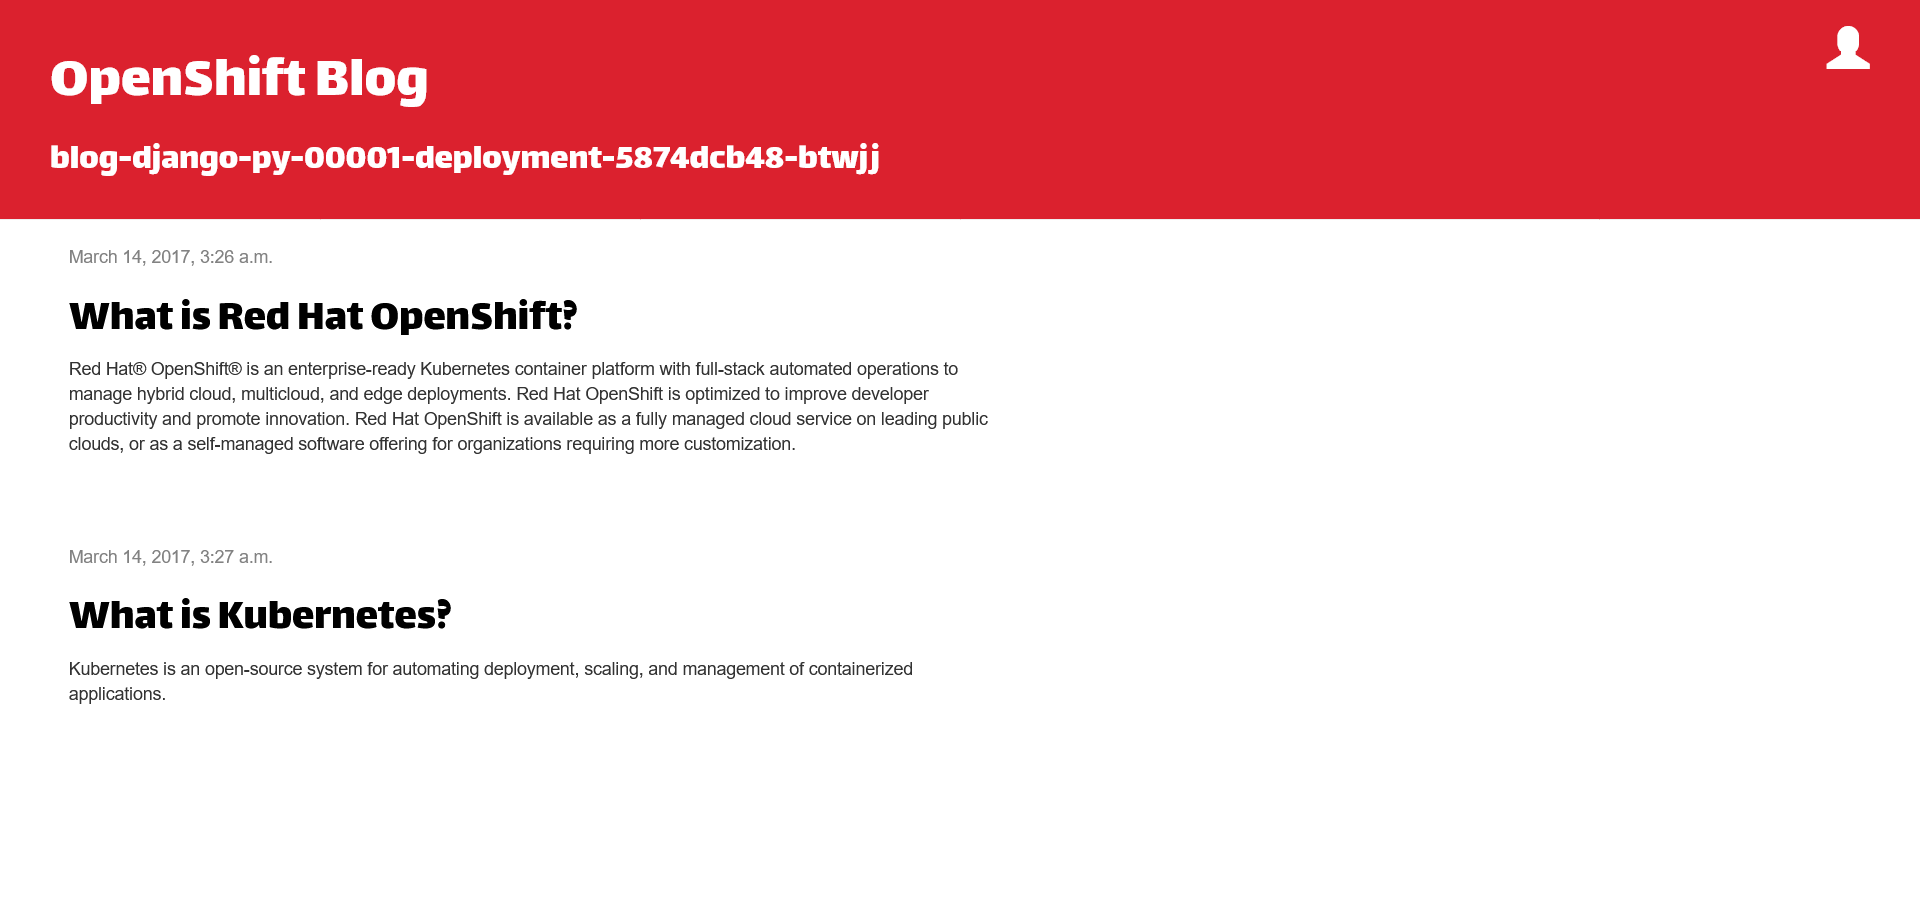 OpenShift Blog
blog-django-py-00001-deployment-5874dcb48-btwjj
March 14, 2017, 3:26 a.m.
What is Red Hat OpenShift?
Red Hat® OpenShift® is an enterprise-ready Kubernetes container platform with full-stack automated operations to
manage hybrid cloud, multicloud, and edge deployments. Red Hat OpenShift is optimized to improve developer
productivity and promote innovation. Red Hat OpenShift is available as a fully managed cloud service on leading public
clouds, or as a self-managed software offering for organizations requiring more customization.
March 14, 2017, 3:27 a.m.
What is Kubernetes?
Kubernetes is an open-source system for automating deployment, scaling, and management of containerized
applications.